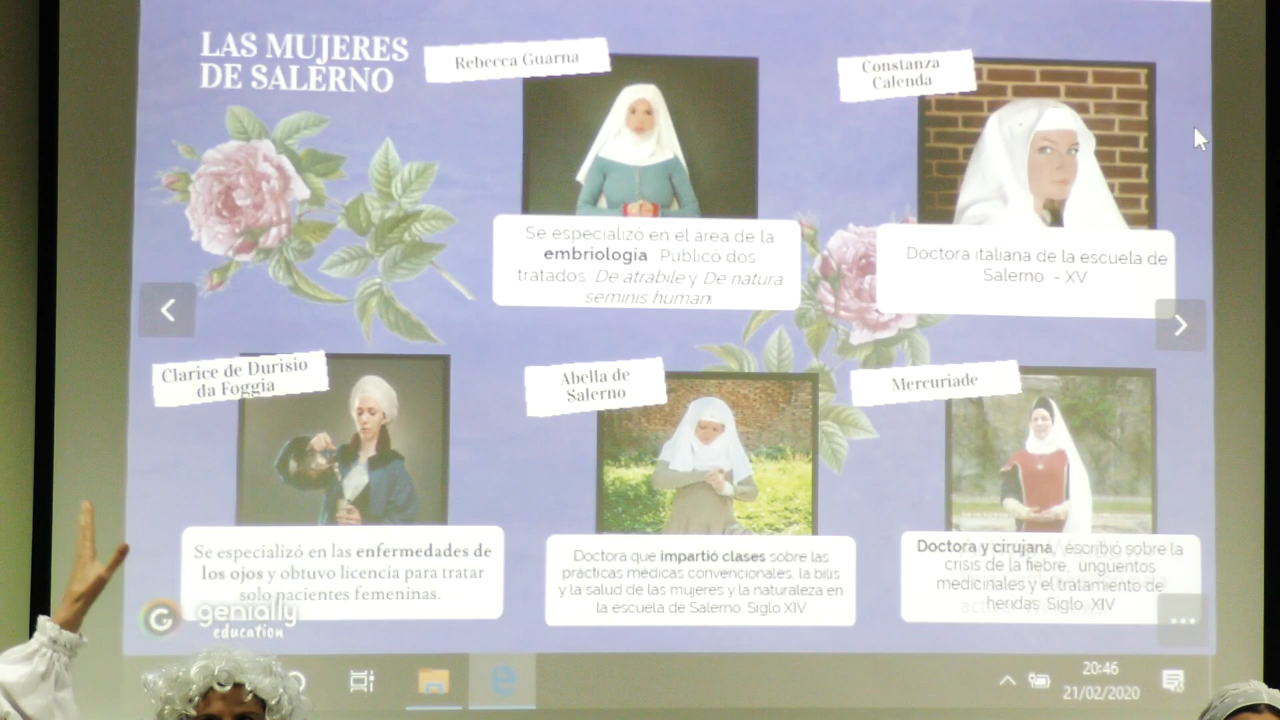 LAS MUJERES
DE SALERNO
Rebecca Guarna
Se especializó en el área de la
embriología Publicó dos
tratados De atrabile y De natura
seminis humani
Constanza
Calenda
Doctora italiana de la escuela de
Salerno - XV
Clarice de Durisio
da Foggia
Se especializó en las enfermedades de
los ojos y obtuvo licencia para tratar
solo pacientes femeninas.
Abella de
Salerno
Doctora que impartió clases sobre las
prácticas médicas convencionales, la bilis
y la salud de las mujeres y la naturaleza en
la escuela de Salerno. Siglo XIV
Mercuriade
Doctora y cirujana, escribió sobre la
crisis de la fiebre, unguentos
medicinales y el tratamiento de
heridas. Siglo XIV
G genially
education
20:46
21/02/2020